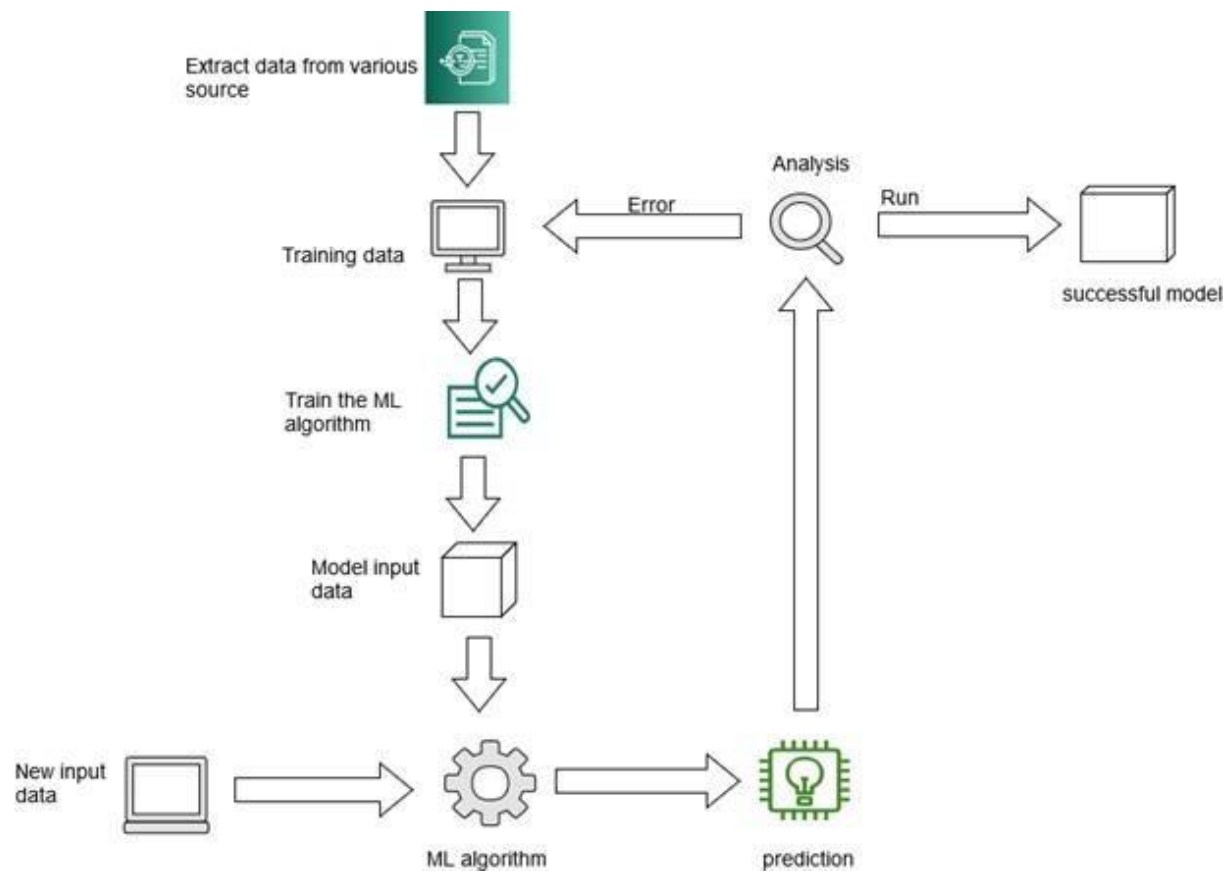 Extract data from various
source
Analysis
Error
Run
Training data
successful model
Train the ML
algorithm
Model input
data
New input
data
ML algorithm
prediction